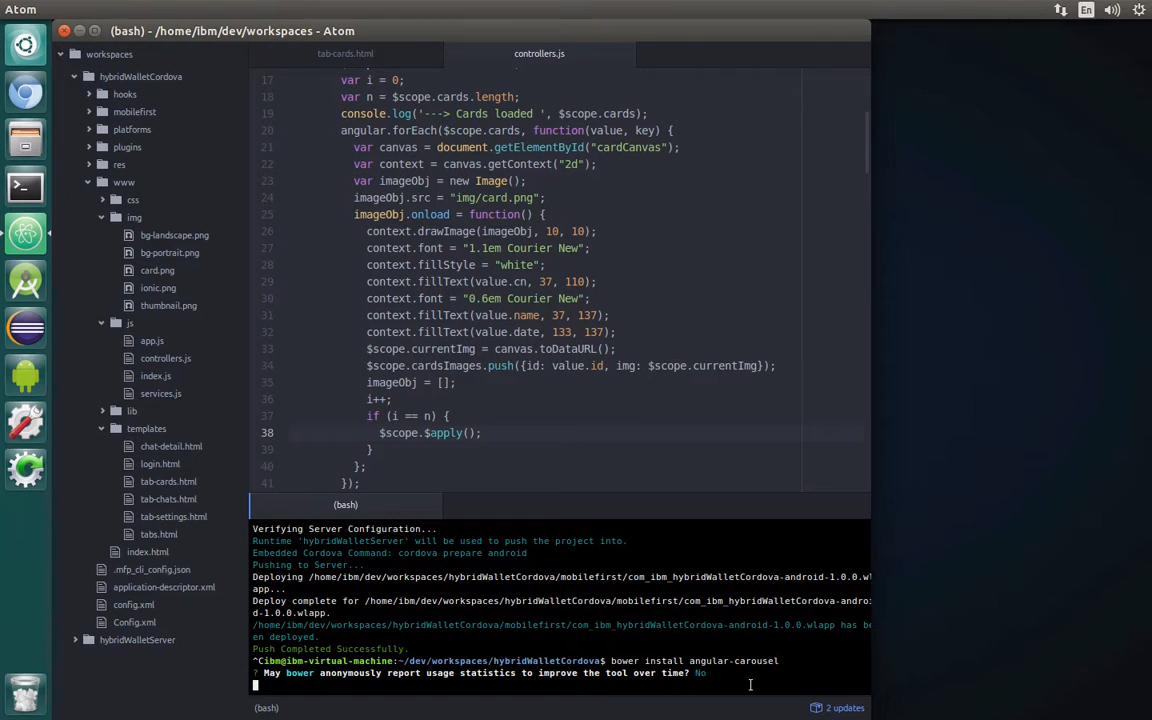 Atom
En
(bash) - /home/ibm/dev/workspaces - Atom
workspaces
hybridWalletCordova
hooks
mobilefirst
platforms
plugins
res
www
css
img
bg-landscape.png
bg-portrait.png
card.png
ionic.png
thumbnail.png
js
app.js
controllers.js
index.js
services.js
lib
templates
chat-detail.html
login.html
tab-cards.html
tab-chats.html
tab-settings.html
tabs.html
index.html
.mfp_cli_config.json
application-descriptor.xml
config.xml
Config.xml
hybridWalletServer
tab-cards.html
controllers.js
17 var i = 0;
18 var n = $scope.cards.length;
19 console.log('---> Cards loaded ', $scope.cards);
20 angular.forEach($scope.cards, function(value, key) {
21 var canvas = document.getElementById("cardCanvas");
22 var context = canvas.getContext("2d");
23 var imageObj = new Image();
24 imageObj.src = "img/card.png";
25 imageObj.onload = function() {
26 context.drawImage(imageObj, 10, 10);
27 context.font = "1.1em Courier New";
28 context.fillStyle = "white";
29 context.fillText(value.cn, 37, 110);
30 context.font = "0.6em Courier New";
31 context.fillText(value.name, 37, 137);
32 context.fillText(value.date, 133, 137);
33 $scope.currentImg = canvas.toDataURL();
34 $scope.cardsImages.push({id: value.id, img: $scope.currentImg});
35 imageObj = [];
36 i++;
37 if (i == n) {
38 $scope.$apply();
39 }
40 };
41 });
(bash)
Verifying Server Configuration...
Runtime 'hybridWalletServer' will be used to push the project into.
Embedded Cordova Command: cordova prepare android
Pushing to Server...
Deploying /home/ibm/dev/workspaces/hybridWalletCordova/mobilefirst/com_ibm_hybridWalletCordova-android-1.0.0.wl
app...
Deploy complete for /home/ibm/dev/workspaces/hybridWalletCordova/mobilefirst/com_ibm_hybridWalletCordova-androi
d-1.0.0.wlapp.
/home/ibm/dev/workspaces/hybridWalletCordova/mobilefirst/com_ibm_hybridWalletCordova-android-1.0.0.wlapp has be
en deployed.
Push Completed Successfully.
^Cibm@ibm-virtual-machine:~/dev/workspaces/hybridWalletCordova$ bower install angular-carousel
? May bower anonymously report usage statistics to improve the tool over time? No
(bash)
2 updates